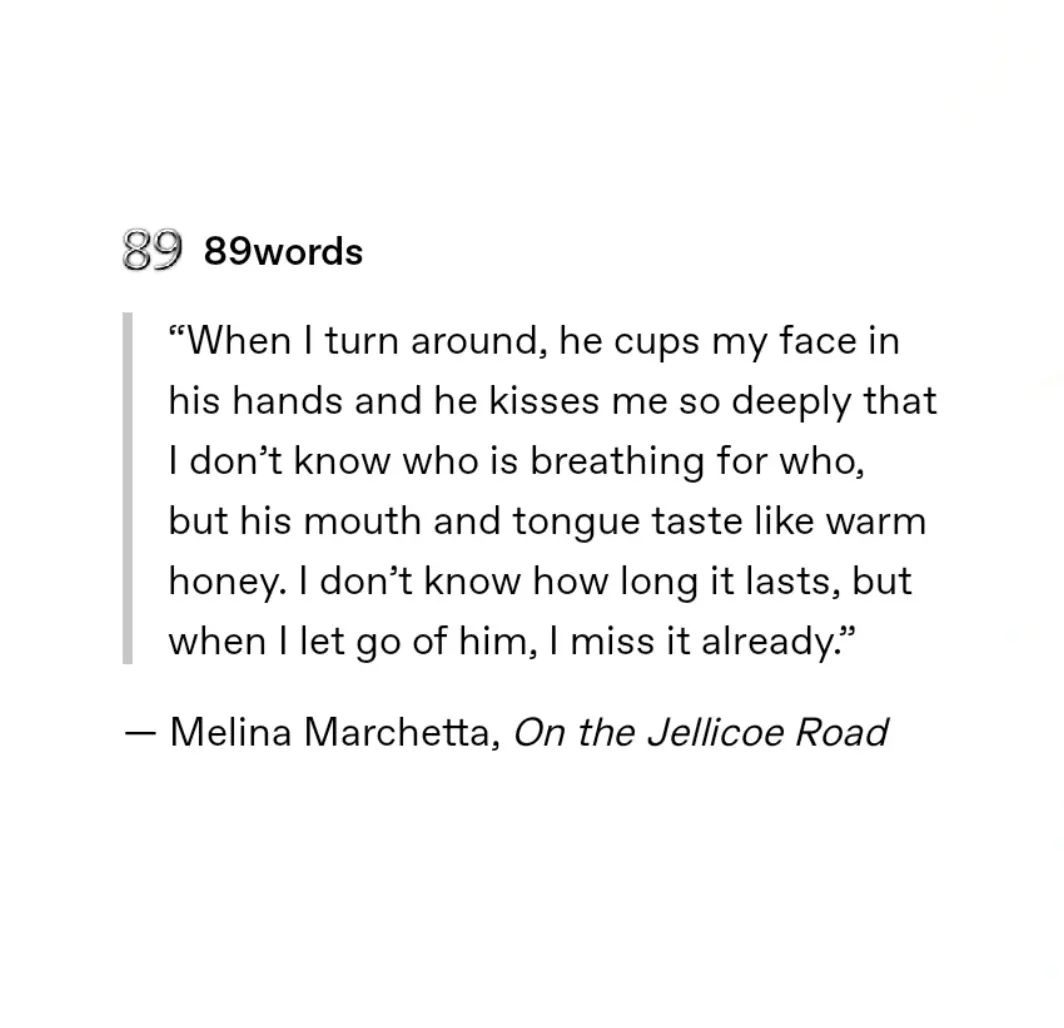 89 89words
“When I turn around, he cups my face in
his hands and he kisses me so deeply that
I don’t know who is breathing for who,
but his mouth and tongue taste like warm
honey. I don’t know how long it lasts, but
when I let go of him, I miss it already.”
— Melina Marchetta, On the Jellicoe Road